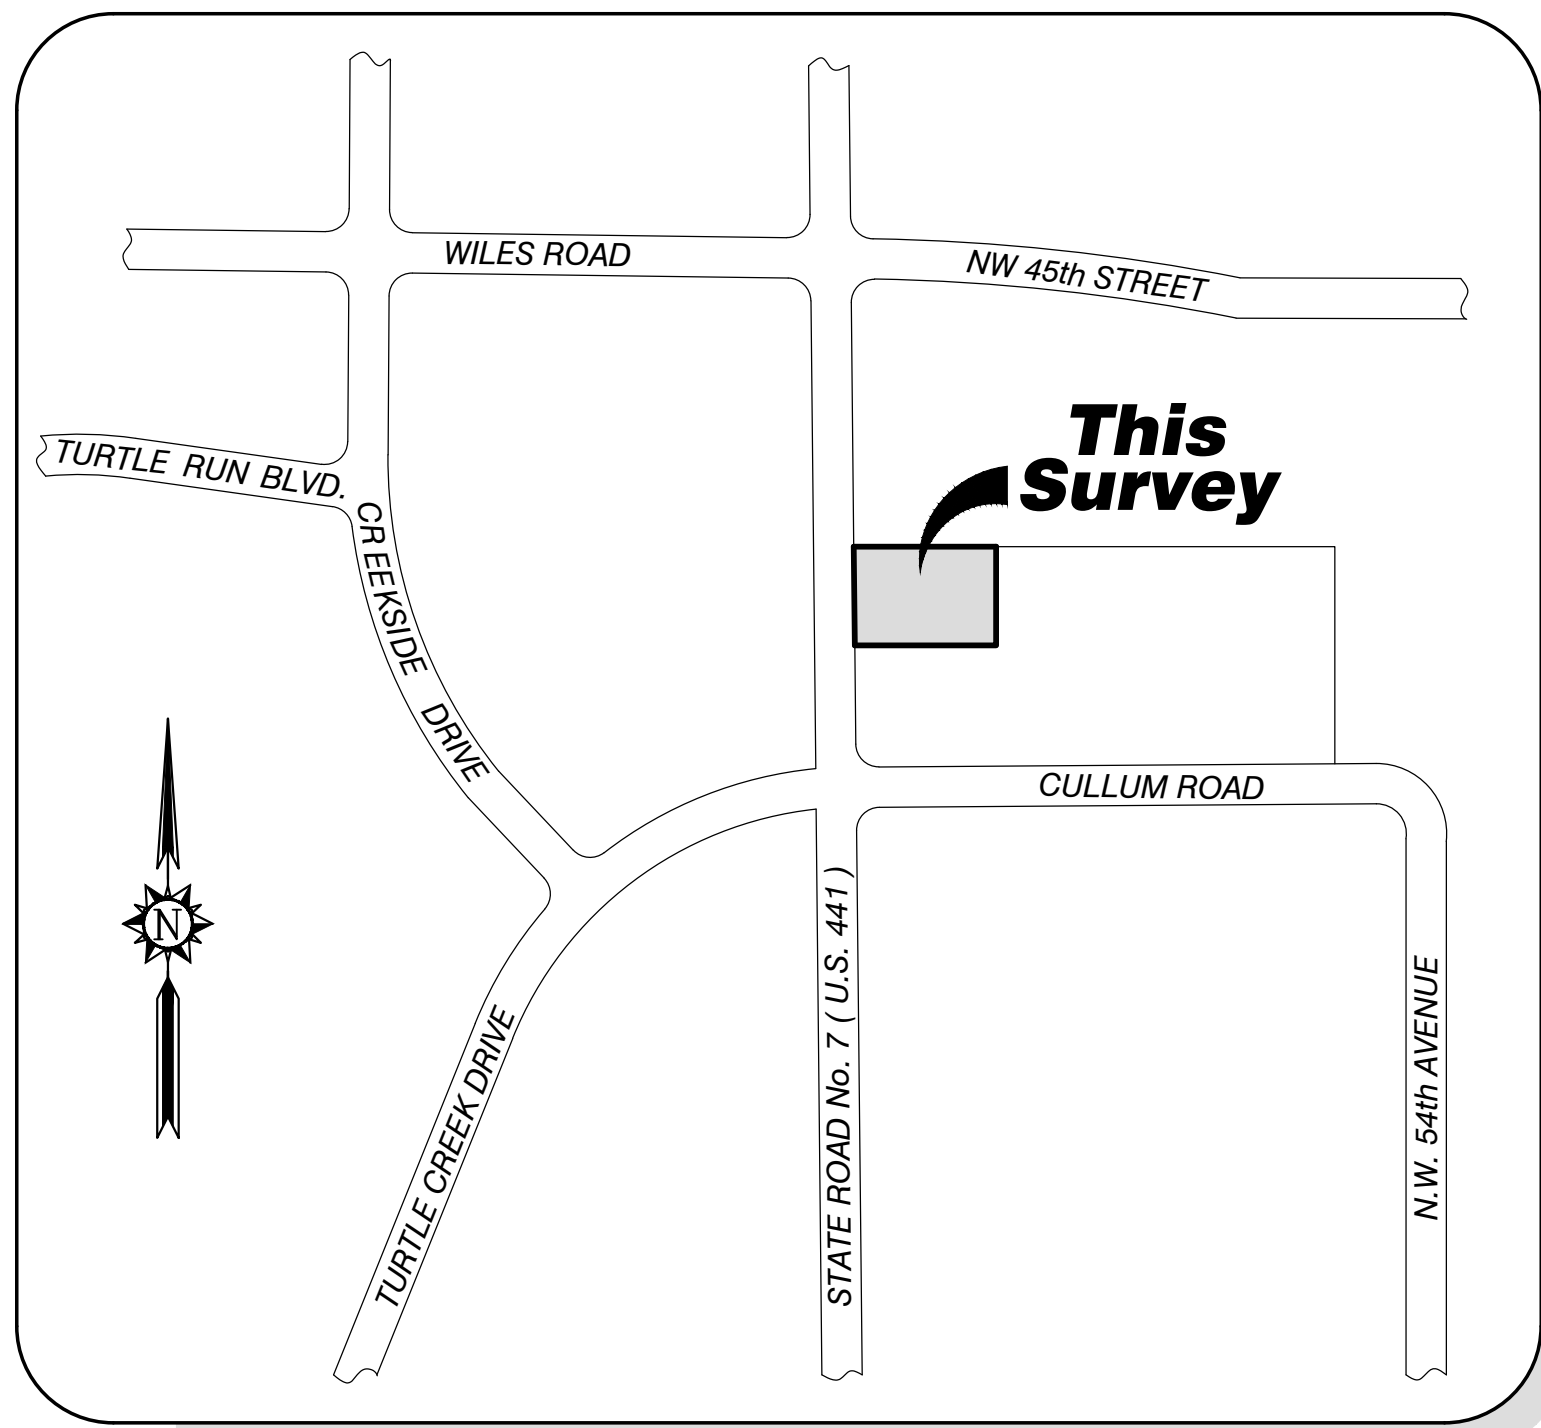 WILES ROAD
NW 45th STREET
This
Survey
TURTLE RUN BLVD.
CREEKSIDE DRIVE
CULLUM ROAD
N
STATE ROAD No. 7 ( U.S. 441 )
N.W. 54th AVENUE
TURTLE CREEK DRIVE